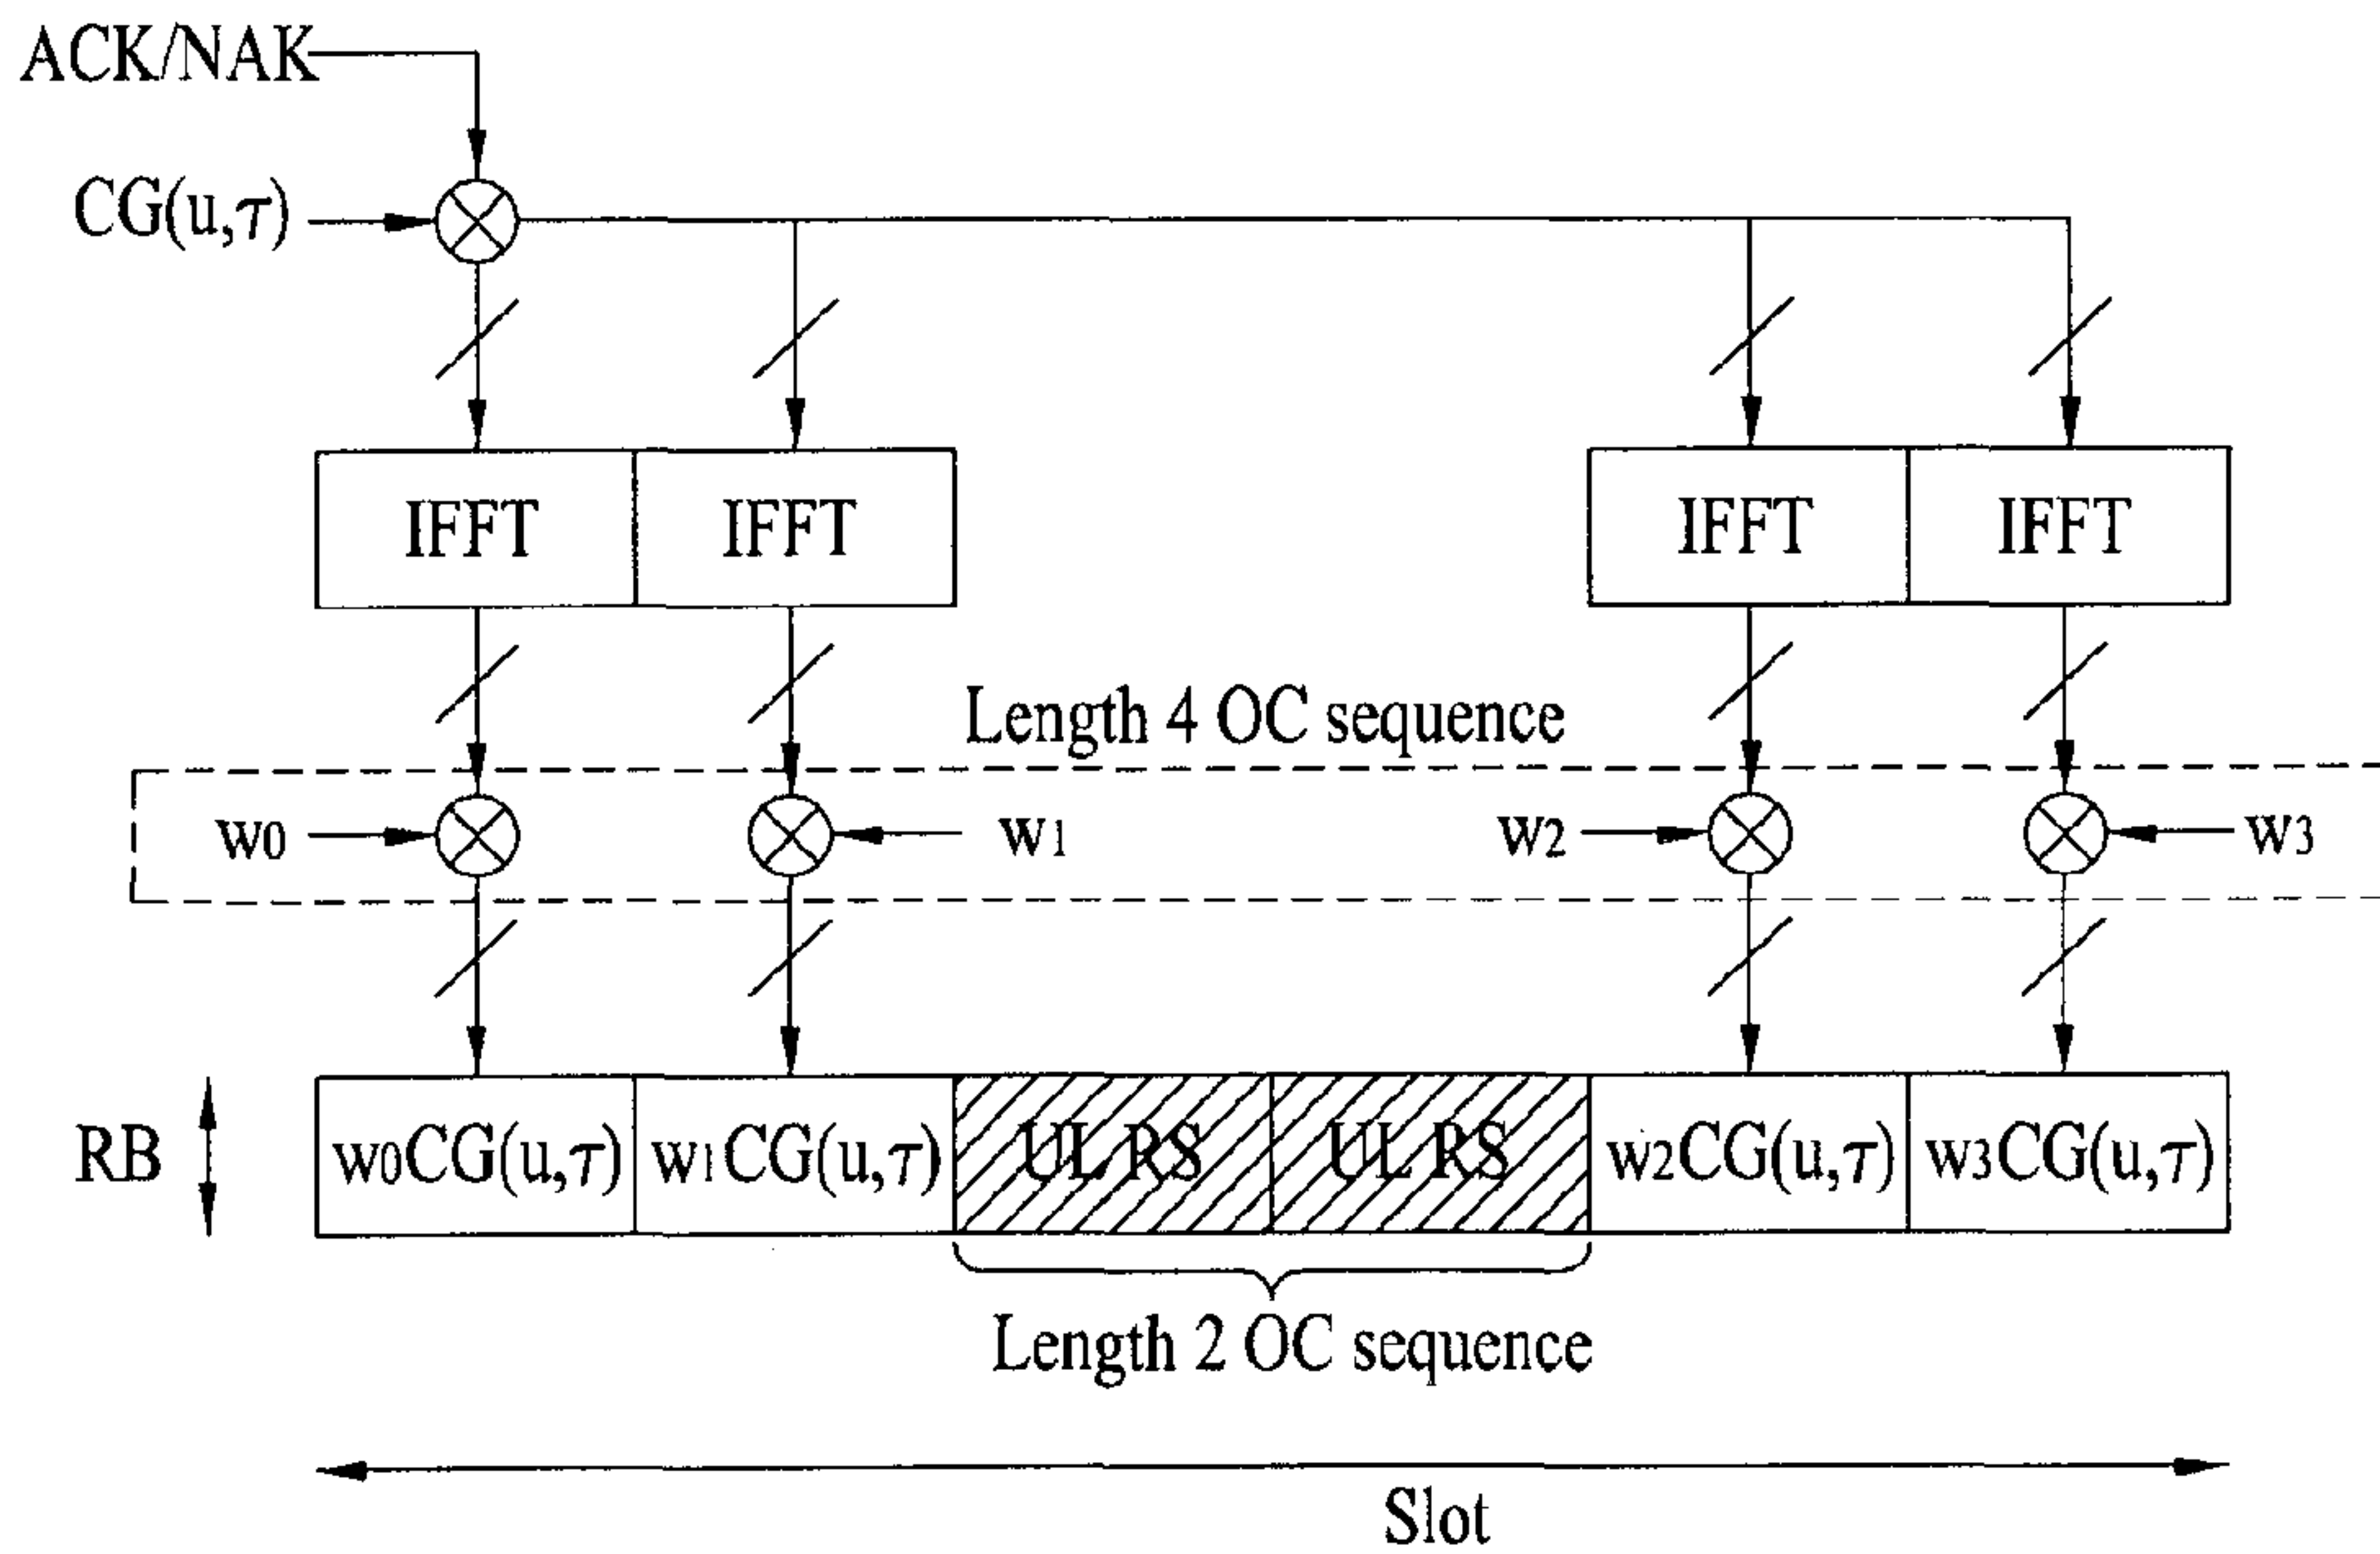 ACK/NAK
CG(u,τ)
IFFT IFFT IFFT IFFT
Length 4 OC sequence
w0 w1 w2 w3
RB w0CG(u,τ) w1CG(u,τ) UL RS UL RS w2CG(u,τ) w3CG(u,τ)
Length 2 OC sequence
Slot